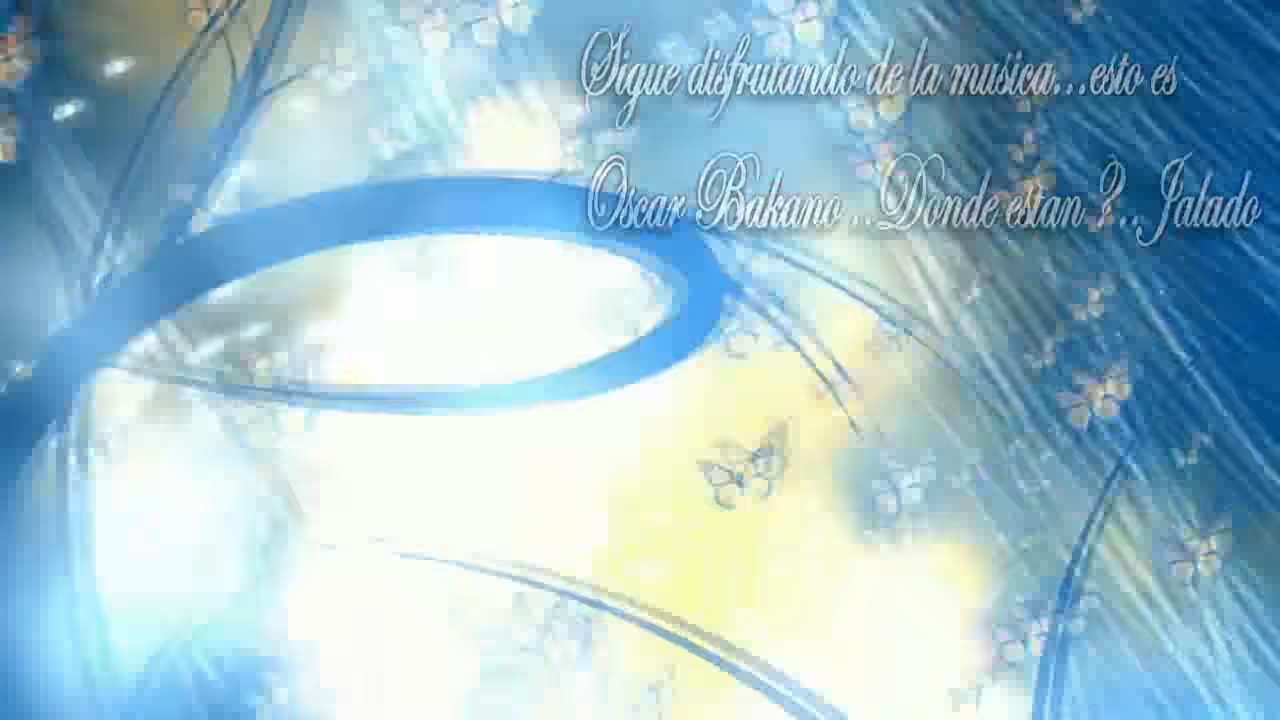 Sigue disfrutando de la musica...esto es
Oscar Bakano ...Donde estan ?.. Jalado